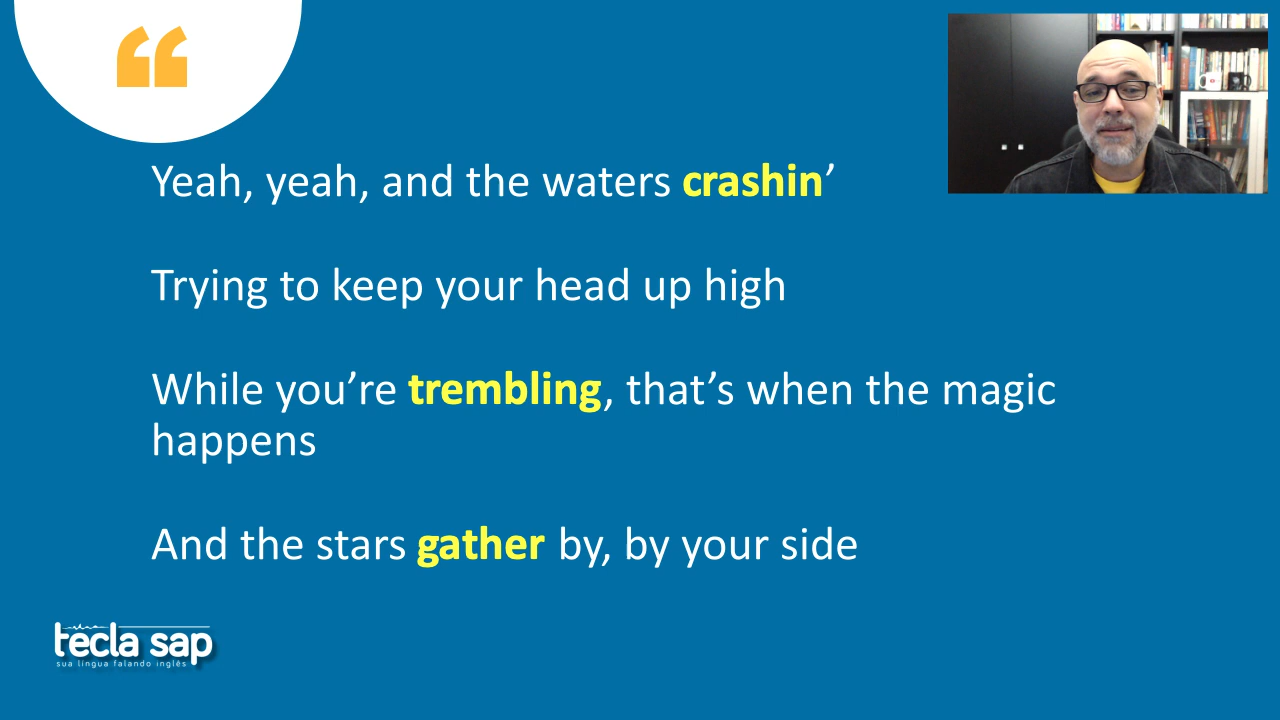 “
Yeah, yeah, and the waters crashin’
Trying to keep your head up high
While you’re trembling, that’s when the magic
happens
And the stars gather by, by your side
tecla sap
sua língua falando inglês